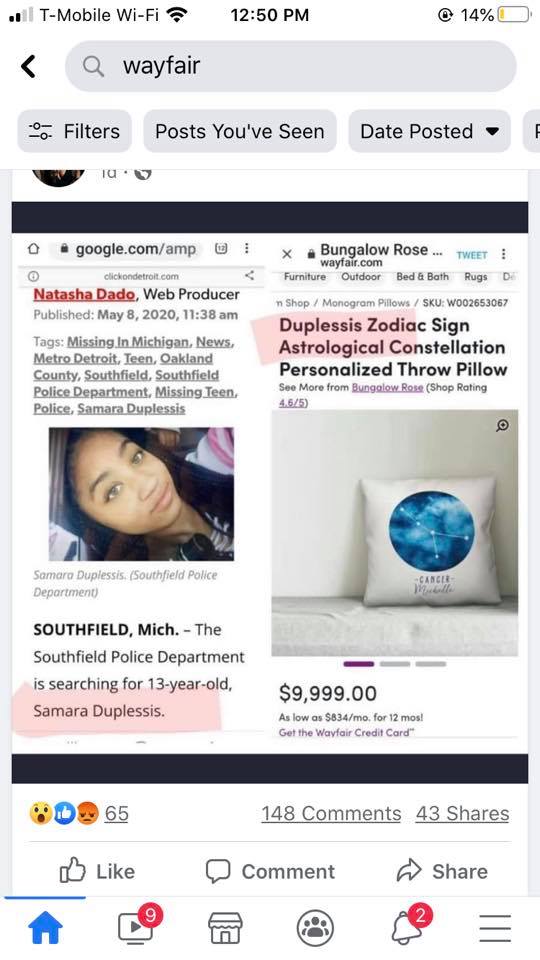 T-Mobile Wi-Fi 12:50 PM 14%
wayfair
Filters Posts You've Seen Date Posted
1d ·
google.com/amp 12
clickondetroit.com
Natasha Dado, Web Producer
Published: May 8, 2020, 11:38 am
Tags: Missing In Michigan, News,
Metro Detroit, Teen, Oakland
County, Southfield, Southfield
Police Department, Missing Teen,
Police, Samara Duplessis
Samara Duplessis. (Southfield Police
Department)
SOUTHFIELD, Mich. – The
Southfield Police Department
is searching for 13-year-old,
Samara Duplessis.
Bungalow Rose ... TWEET
wayfair.com
Furniture Outdoor Bed & Bath Rugs De
n Shop / Monogram Pillows / SKU: W002653067
Duplessis Zodiac Sign
Astrological Constellation
Personalized Throw Pillow
See More from Bungalow Rose (Shop Rating
4.6/5)
-CANCER-
Michelle
$9,999.00
As low as $834/mo. for 12 mos!
Get the Wayfair Credit Card
65 148 Comments 43 Shares
Like Comment Share
9 2